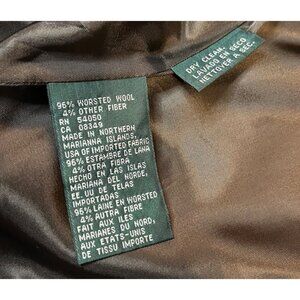 96% WORSTED WOOL
4% OTHER FIBER
RN 54050
CA 08349
MADE IN NORTHERN
MARIANNA ISLANDS,
USA OF IMPORTED FABRIC
96% ESTAMBRE DE LANA
4% OTRA FIBRA
HECHO EN LAS ISLAS
MARIANA DEL NORDE,
EE. UU DE TELAS
IMPORTADAS
96% LAINE EN WORSTED
4% AUTRA FIBRE
FAIT AUX ILES
MARIANES DU NORD,
AUX ETATS-UNIS
DE TISSU IMPORTE
DRY CLEAN.
LAVADO EN SECO
NETTOYER A SEC.